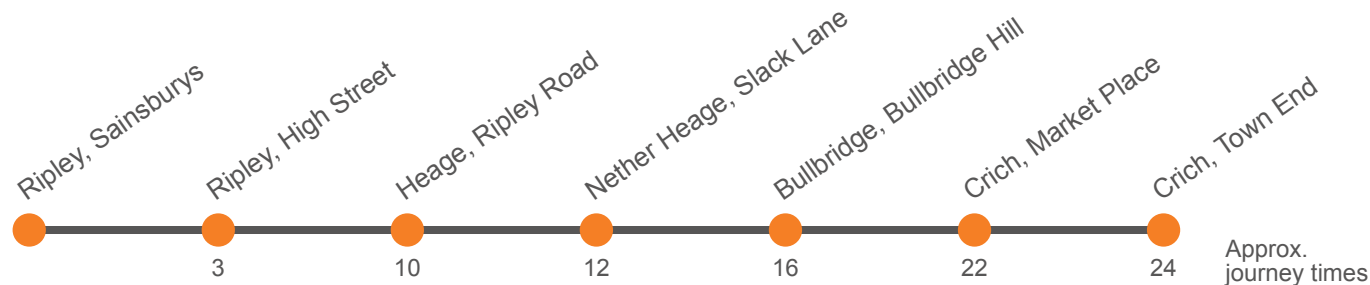 Ripley, Sainsburys
Ripley, High Street
Heage, Ripley Road
Nether Heage, Slack Lane
Bullbridge, Bullbridge Hill
Crich, Market Place
Crich, Town End
3
10
12
16
22
24
Approx.
journey times